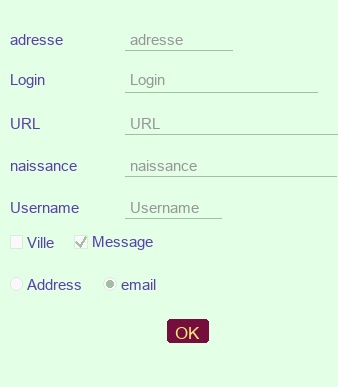 adresse adresse
Login Login
URL URL
naissance naissance
Username Username
Ville Message
Address email
OK